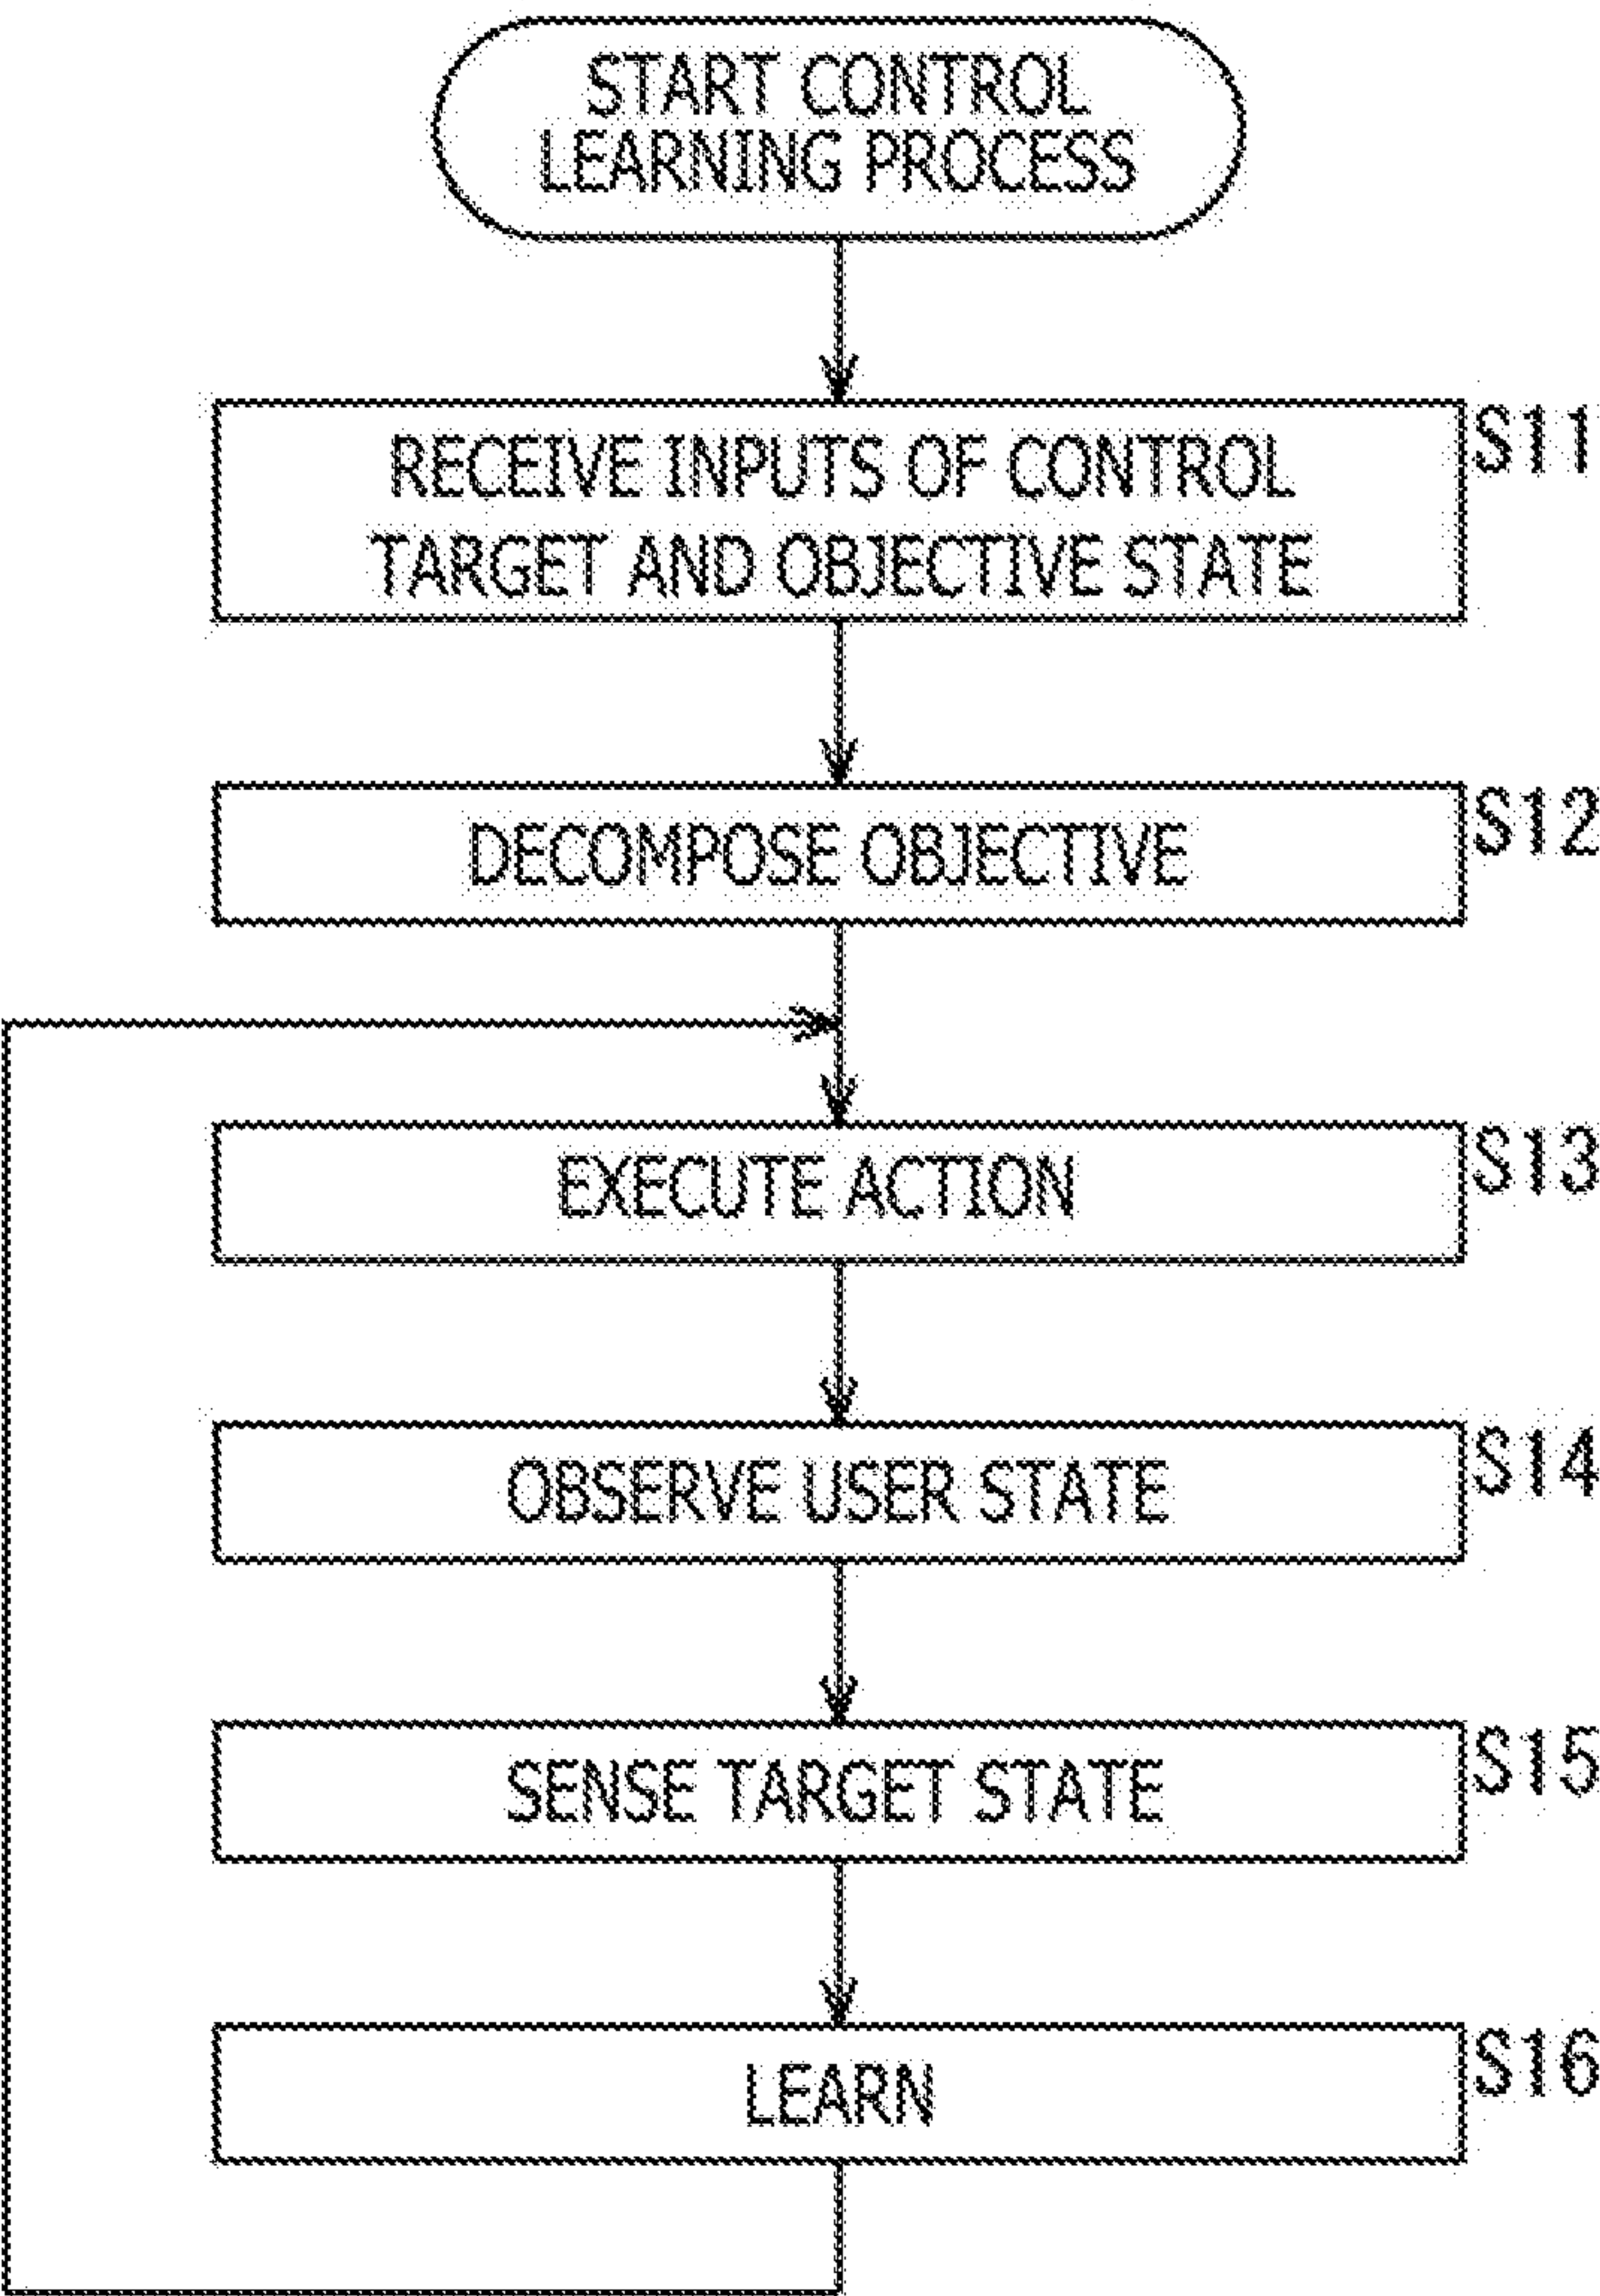 START CONTROL
LEARNING PROCESS
S11
RECEIVE INPUTS OF CONTROL
TARGET AND OBJECTIVE STATE
S12
DECOMPOSE OBJECTIVE
S13
EXECUTE ACTION
S14
OBSERVE USER STATE
S15
SENSE TARGET STATE
S16
LEARN